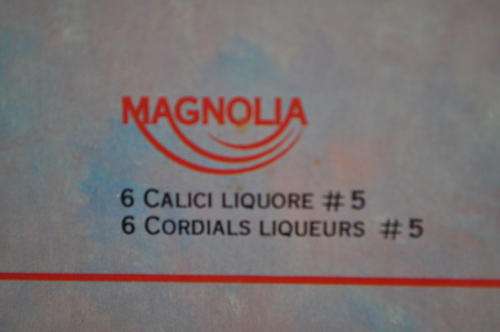 MAGNOLIA
6 CALICI LIQUORE #5
6 CORDIALS LIQUEURS #5